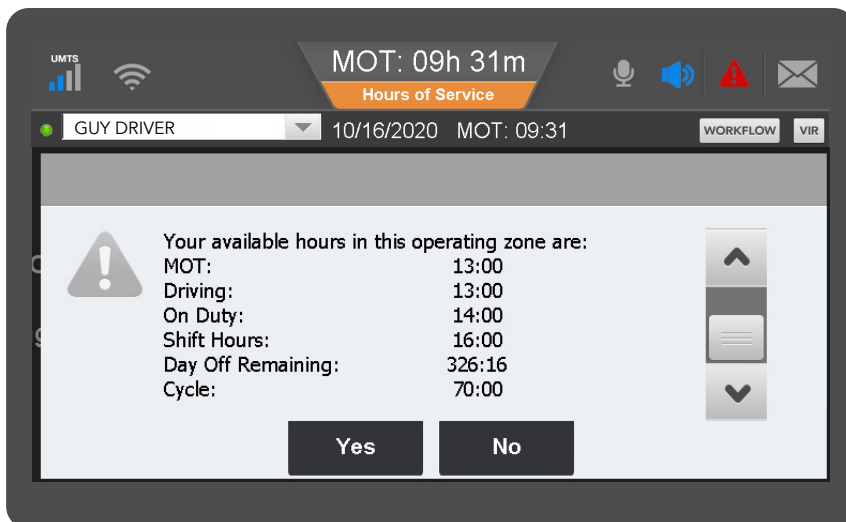 UMTS
MOT: 09h 31m
Hours of Service
GUY DRIVER 10/16/2020 MOT: 09:31 WORKFLOW VIR
Your available hours in this operating zone are:
MOT: 13:00
Driving: 13:00
On Duty: 14:00
Shift Hours: 16:00
Day Off Remaining: 326:16
Cycle: 70:00
Yes No